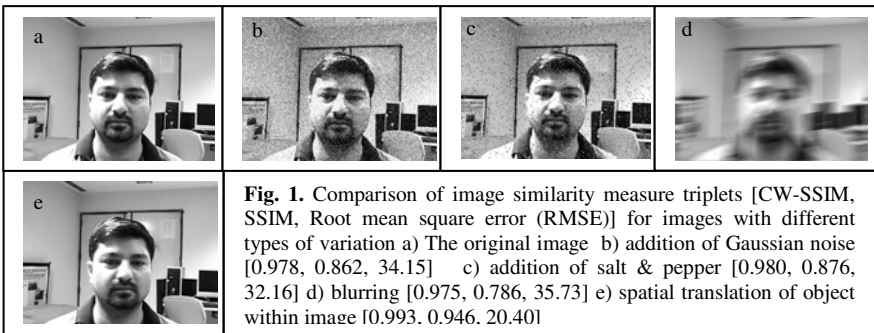 a
b
c
d
e
Fig. 1. Comparison of image similarity measure triplets [CW-SSIM,
SSIM, Root mean square error (RMSE)] for images with different
types of variation a) The original image b) addition of Gaussian noise
[0.978, 0.862, 34.15] c) addition of salt & pepper [0.980, 0.876,
32.16] d) blurring [0.975, 0.786, 35.73] e) spatial translation of object
within image [0.993, 0.946, 20.40]